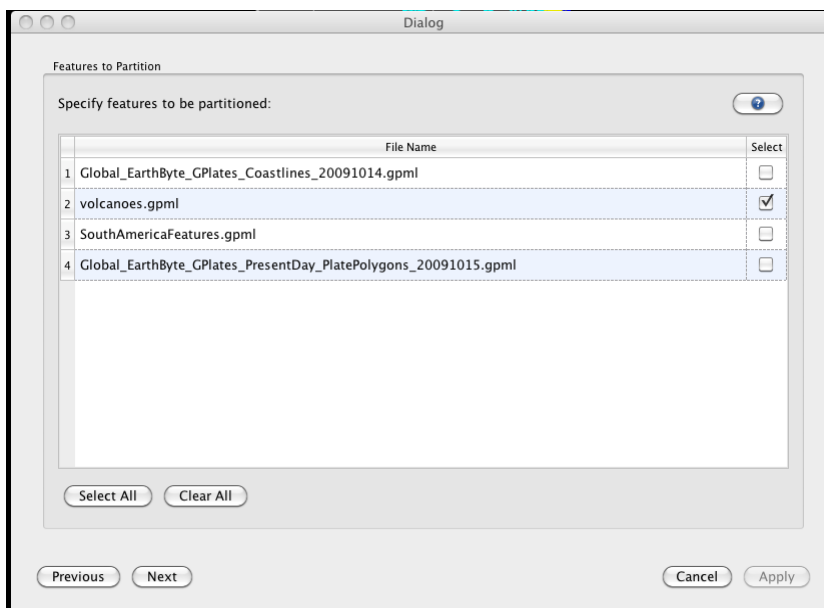 Dialog
Features to Partition
Specify features to be partitioned:
?
File Name Select
1 Global_EarthByte_GPlates_Coastlines_20091014.gpml
2 volcanoes.gpml
3 SouthAmericaFeatures.gpml
4 Global_EarthByte_GPlates_PresentDay_PlatePolygons_20091015.gpml
Select All Clear All
Previous Next Cancel Apply